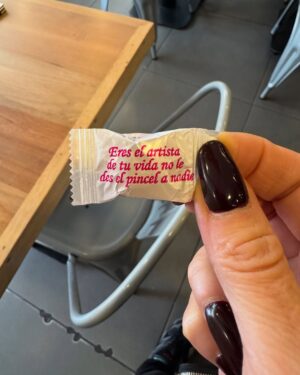 Eres el artista
de tu vida no le
des el pincel a nadie